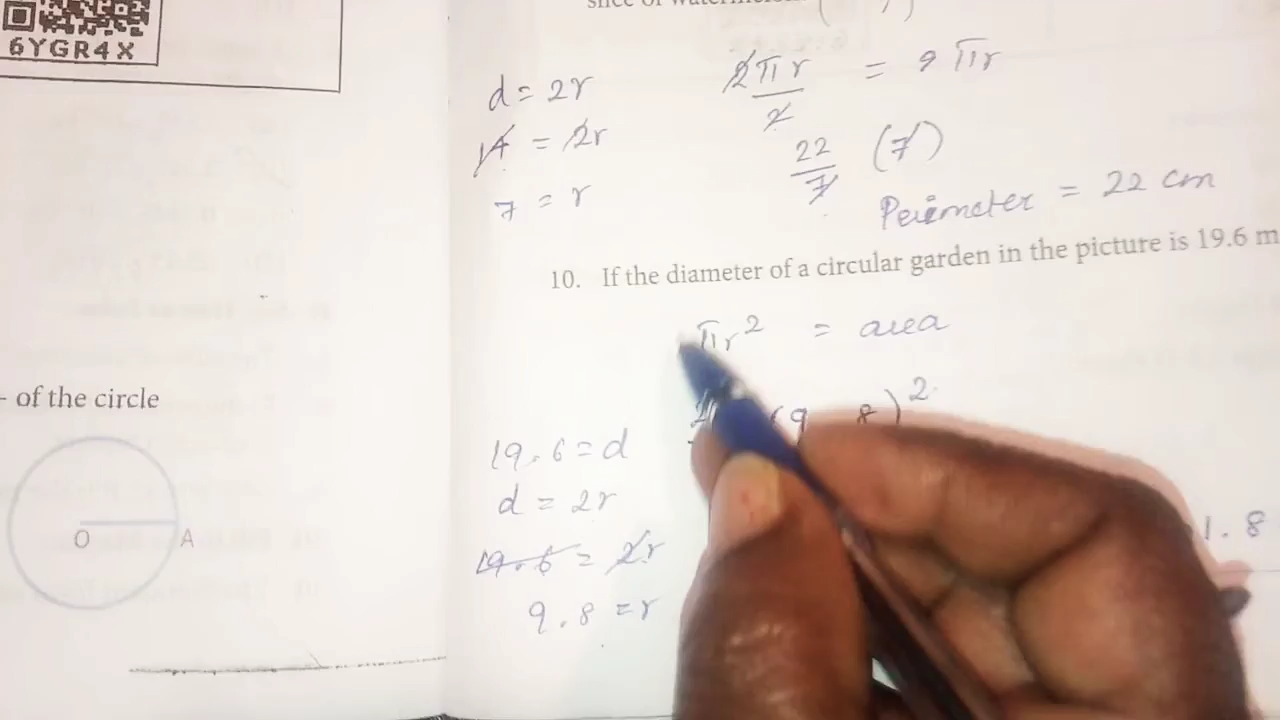 6YGR4X
d = 2r
14 = 2r
7 = r
2πr = 9 πr
2
22 (7)
7
Perimeter = 22 cm
10. If the diameter of a circular garden in the picture is 19.6 m
πr² = area
(9 8)²
19.6 = d
d = 2r
19.6 = 2r
9.8 = r
1.8
of the circle
O A